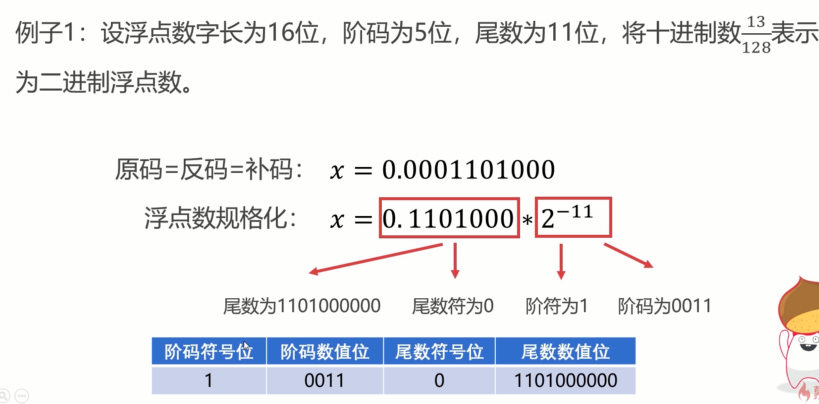 例子1：设浮点数字长为16位，阶码为5位，尾数为11位，将十进制数13/128表示
为二进制浮点数。
原码=反码=补码： x = 0.0001101000
浮点数规格化： x = 0.1101000 * 2^-11
尾数为1101000000 尾数符为0 阶符为1 阶码为0011
阶码符号位 阶码数值位 尾数符号位 尾数数值位
1 0011 0 1101000000